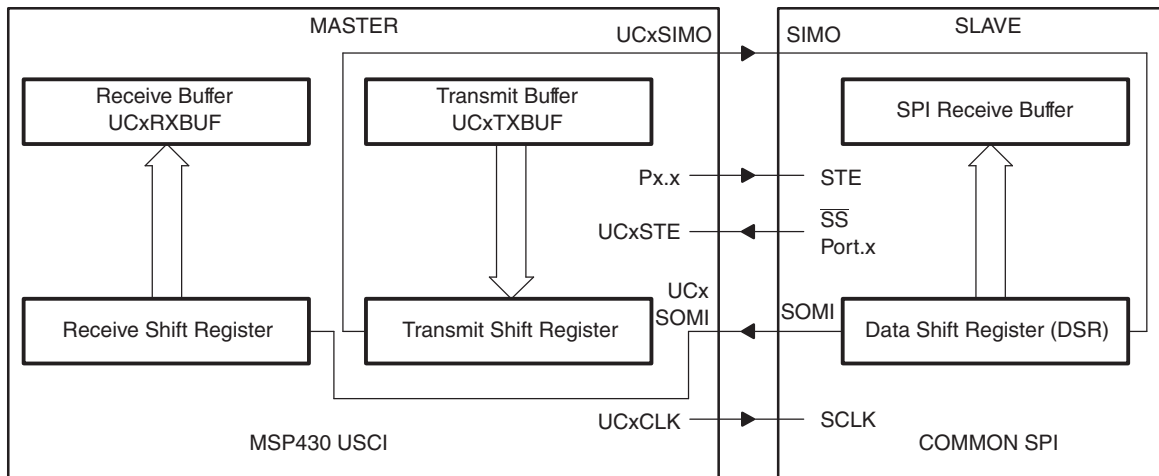 MASTER
UCxSIMO
SIMO
SLAVE
Receive Buffer
UCxRXBUF
Transmit Buffer
UCxTXBUF
SPI Receive Buffer
Px.x
STE
UCxSTE
SS
Port.x
UCx
SOMI
SOMI
Receive Shift Register
Transmit Shift Register
Data Shift Register (DSR)
UCxCLK
SCLK
MSP430 USCI
COMMON SPI